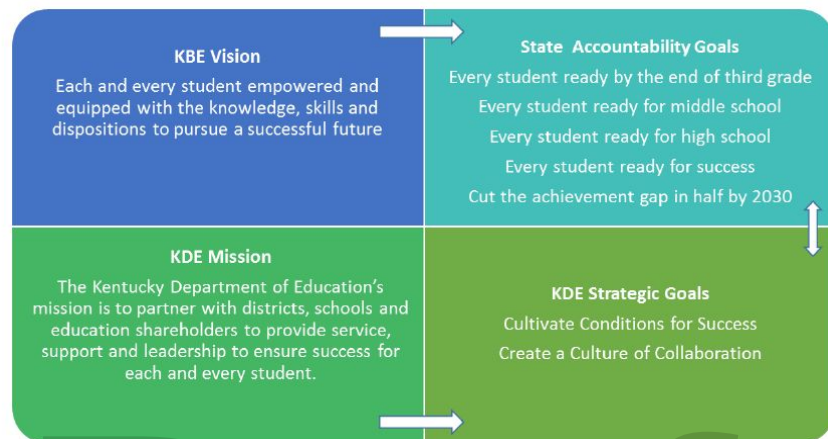 KBE Vision
Each and every student empowered and
equipped with the knowledge, skills and
dispositions to pursue a successful future
State Accountability Goals
Every student ready by the end of third grade
Every student ready for middle school
Every student ready for high school
Every student ready for success
Cut the achievement gap in half by 2030
KDE Mission
The Kentucky Department of Education's
mission is to partner with districts, schools and
education shareholders to provide service,
support and leadership to ensure success for
each and every student.
KDE Strategic Goals
Cultivate Conditions for Success
Create a Culture of Collaboration